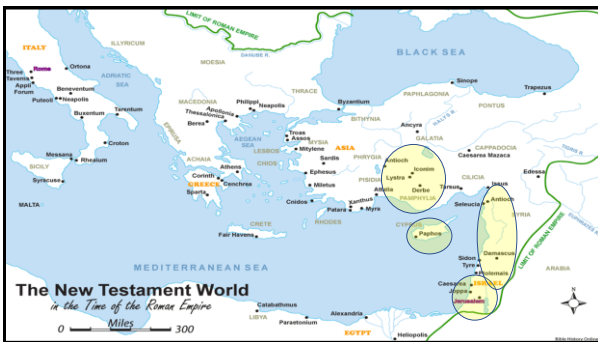 LIMIT OF ROMAN EMPIRE
ILLYRICUM
DANUBE R.
ITALY
BLACK SEA
MOESIA
Rome
Ortona
ADRIATIC SEA
Three Taverns
Appii Forum
Beneventum
Puteoli
Neapolis
Tarentum
Buxentum
MACEDONIA
THRACE
Philippi
Neapolis
Apollonia
Thessalonica
Berea
Byzantium
BITHYNIA
PAPHLAGONIA
Sinope
PONTUS
Trapezus
HALYS R.
Ancyra
GALATIA
CAPPADOCIA
Caesarea Mazaca
TIGRIS R.
EPIRUS
AEGEAN SEA
Troas
Assos
MYSIA
Mitylene
LESBOS
ASIA
PHRYGIA
Antioch
Iconim
Lystra
Derbe
PISIDIA
PAMPHYLIA
Croton
Messana
Rhegium
SICILY
Syracuse
MALTA
ACHAIA
Athens
Corinth
Cenchrea
GREECE
Sparta
CHIOS
Sardis
Ephesus
Miletus
Cnidos
Xanthus
Patara
Myra
Attalia
RHODES
CILICIA
Tarsus
Issus
Edessa
Seleucia
Antioch
SYRIA
EUPHRATES R.
CYPRUS
Paphos
CRETE
Fair Havens
MEDITERRANEAN SEA
Damascus
Sidon
Tyre
Ptolemais
Caesarea
ISRAEL
Joppa
Jerusalem
LIMIT OF ROMAN EMPIRE
ARABIA
The New Testament World
in the Time of the Roman Empire
Miles
0 300
Catabathmus
LIBYA
Paraetonium
Alexandria
EGYPT
Heliopolis
Bible History Online